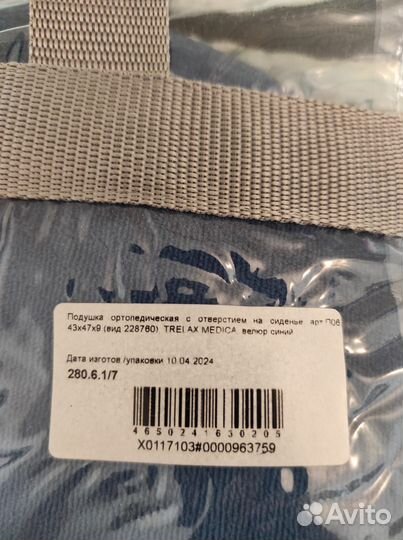 Подушка ортопедическая с отверстием на сиденье арт.П06
43х47х9 (вид 228760) TRELAX MEDICA велюр синий
Дата изготов /упаковки 10.04.2024
280.6.1/7
4650241630205
X0117103#0000963759
Avito